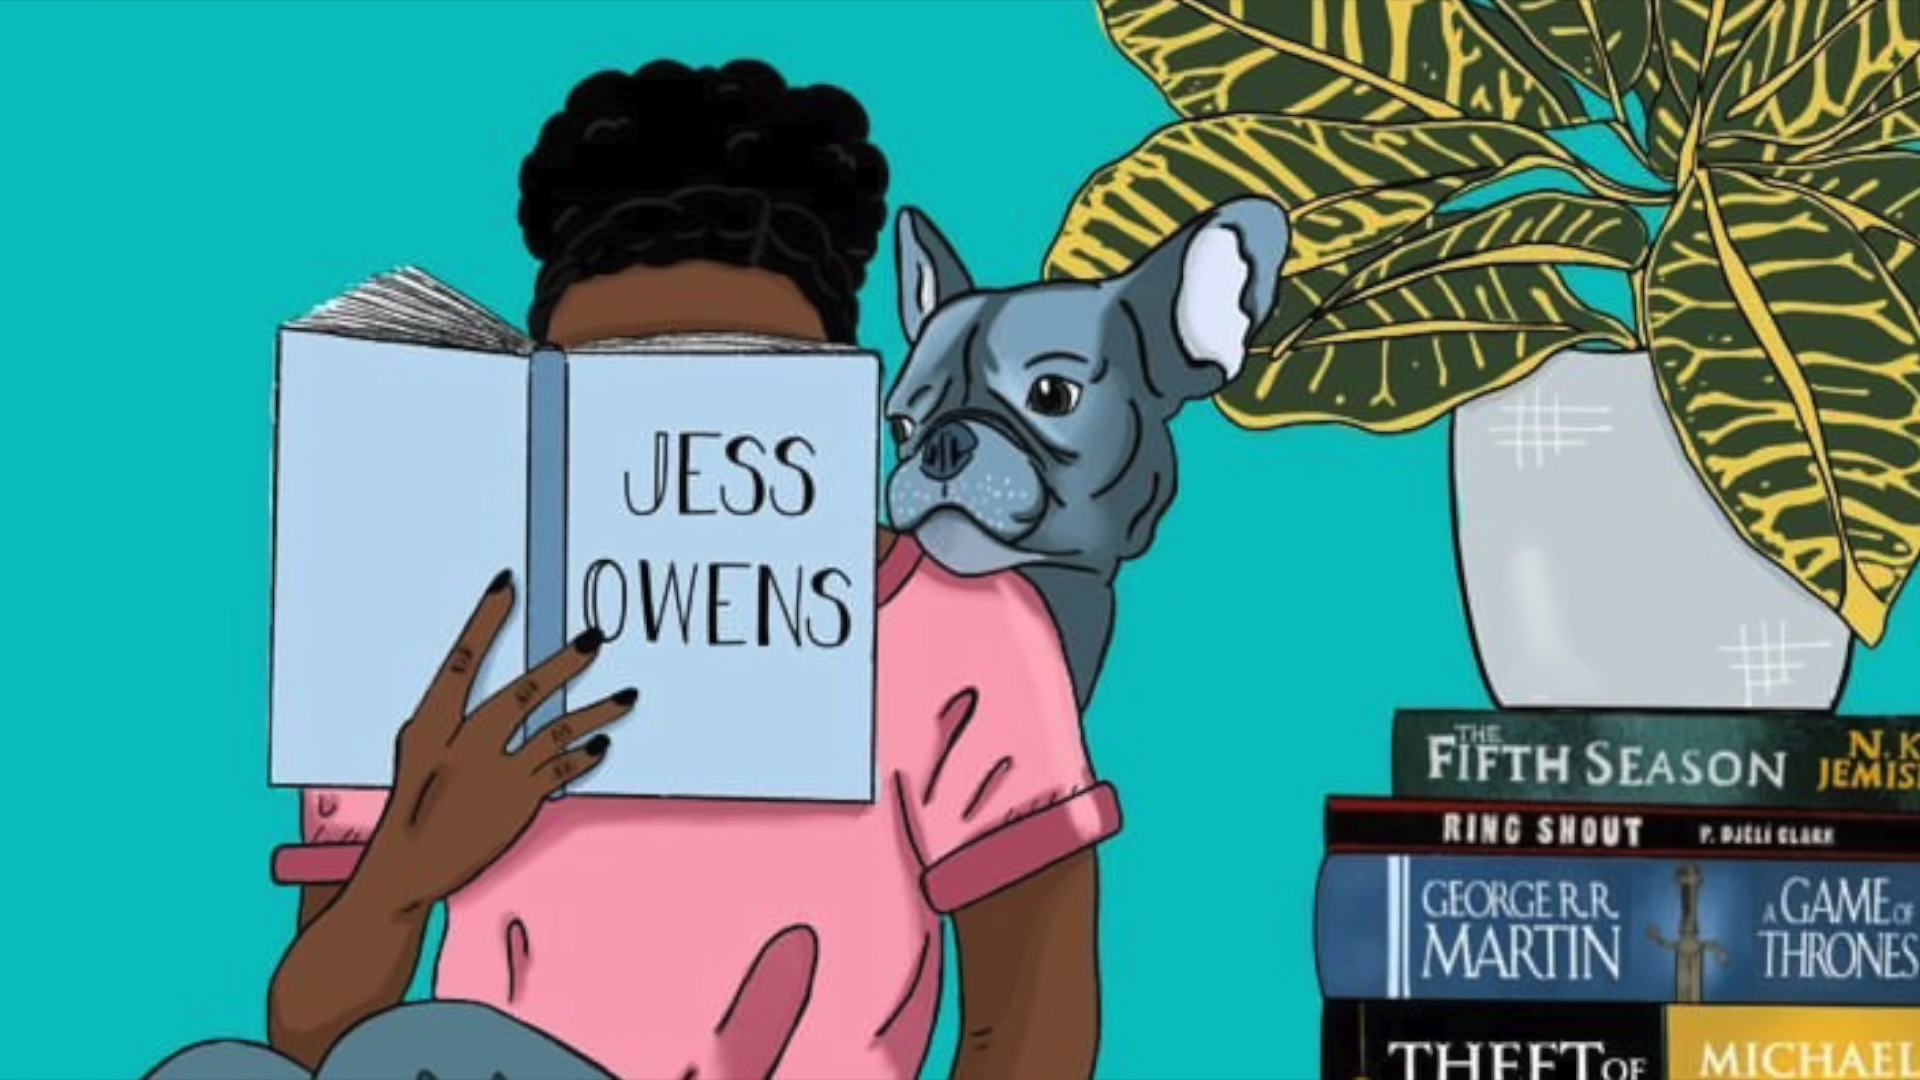 JESS
OWENS
THE
FIFTH SEASON
N.K
JEMIS
RING SHOUT P. DJÈLÍ CLARK
GEORGE R.R.
MARTIN
A GAME OF
THRONES
THEFT OF
MICHAEL